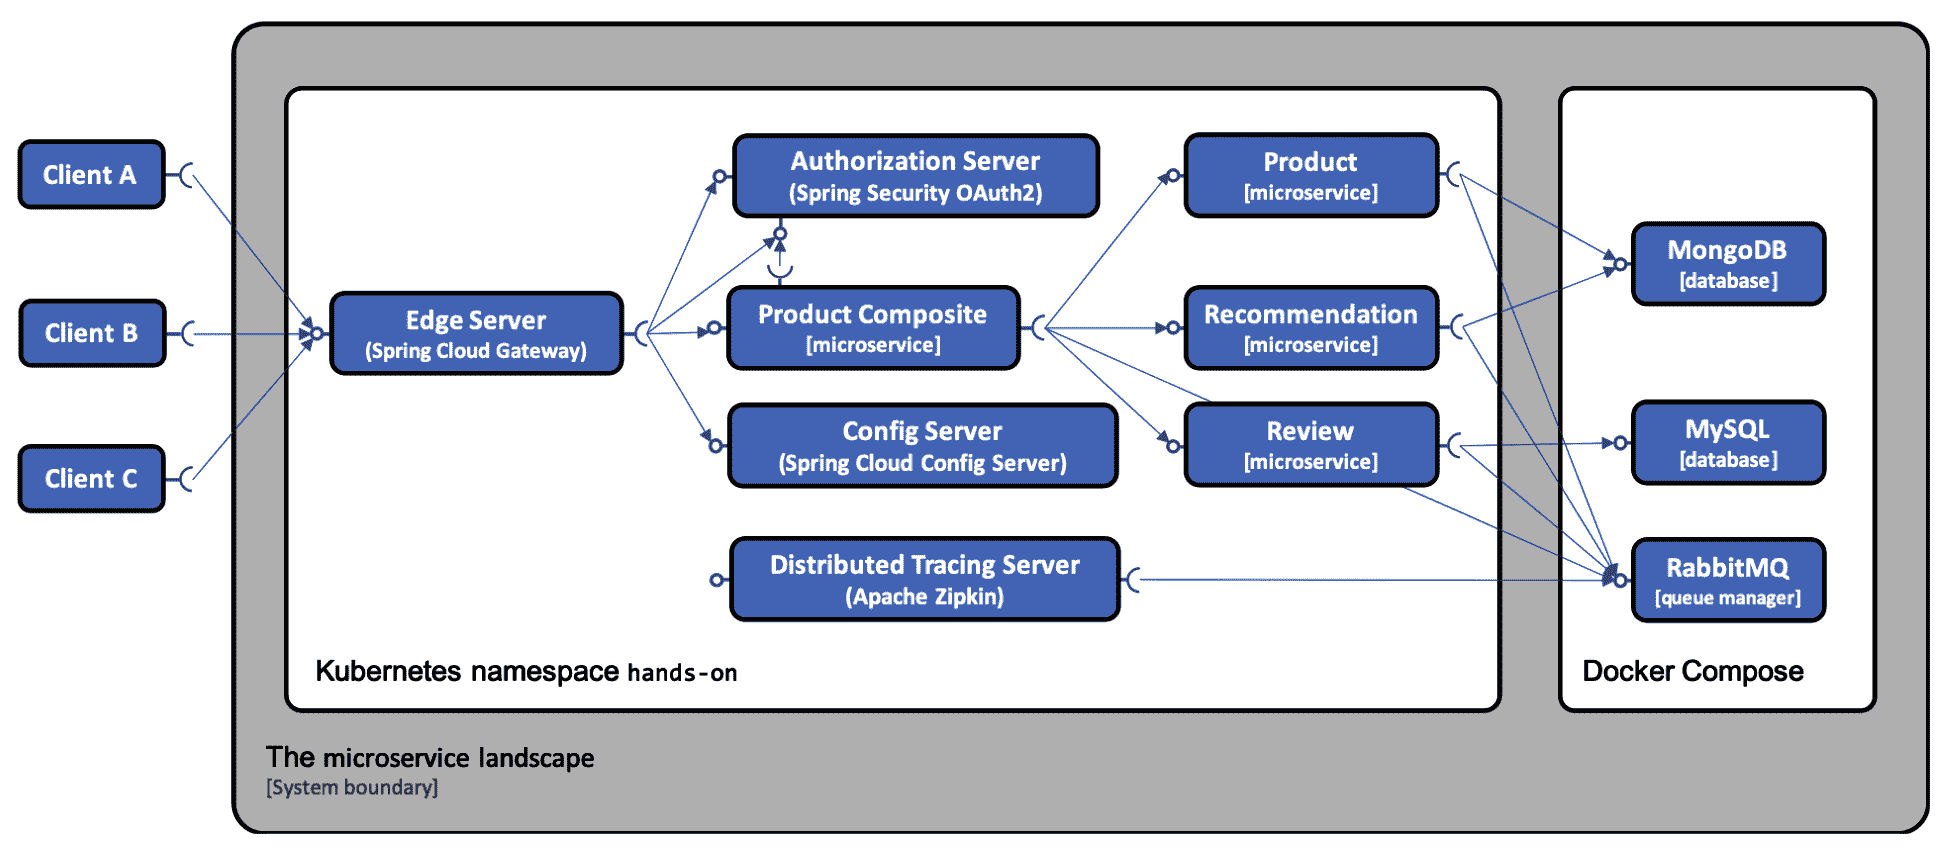 Client A
Client B
Client C
Edge Server
(Spring Cloud Gateway)
Authorization Server
(Spring Security OAuth2)
Product Composite
[microservice]
Config Server
(Spring Cloud Config Server)
Distributed Tracing Server
(Apache Zipkin)
Product
[microservice]
Recommendation
[microservice]
Review
[microservice]
MongoDB
[database]
MySQL
[database]
RabbitMQ
[queue manager]
Kubernetes namespace hands-on
Docker Compose
The microservice landscape
[System boundary]